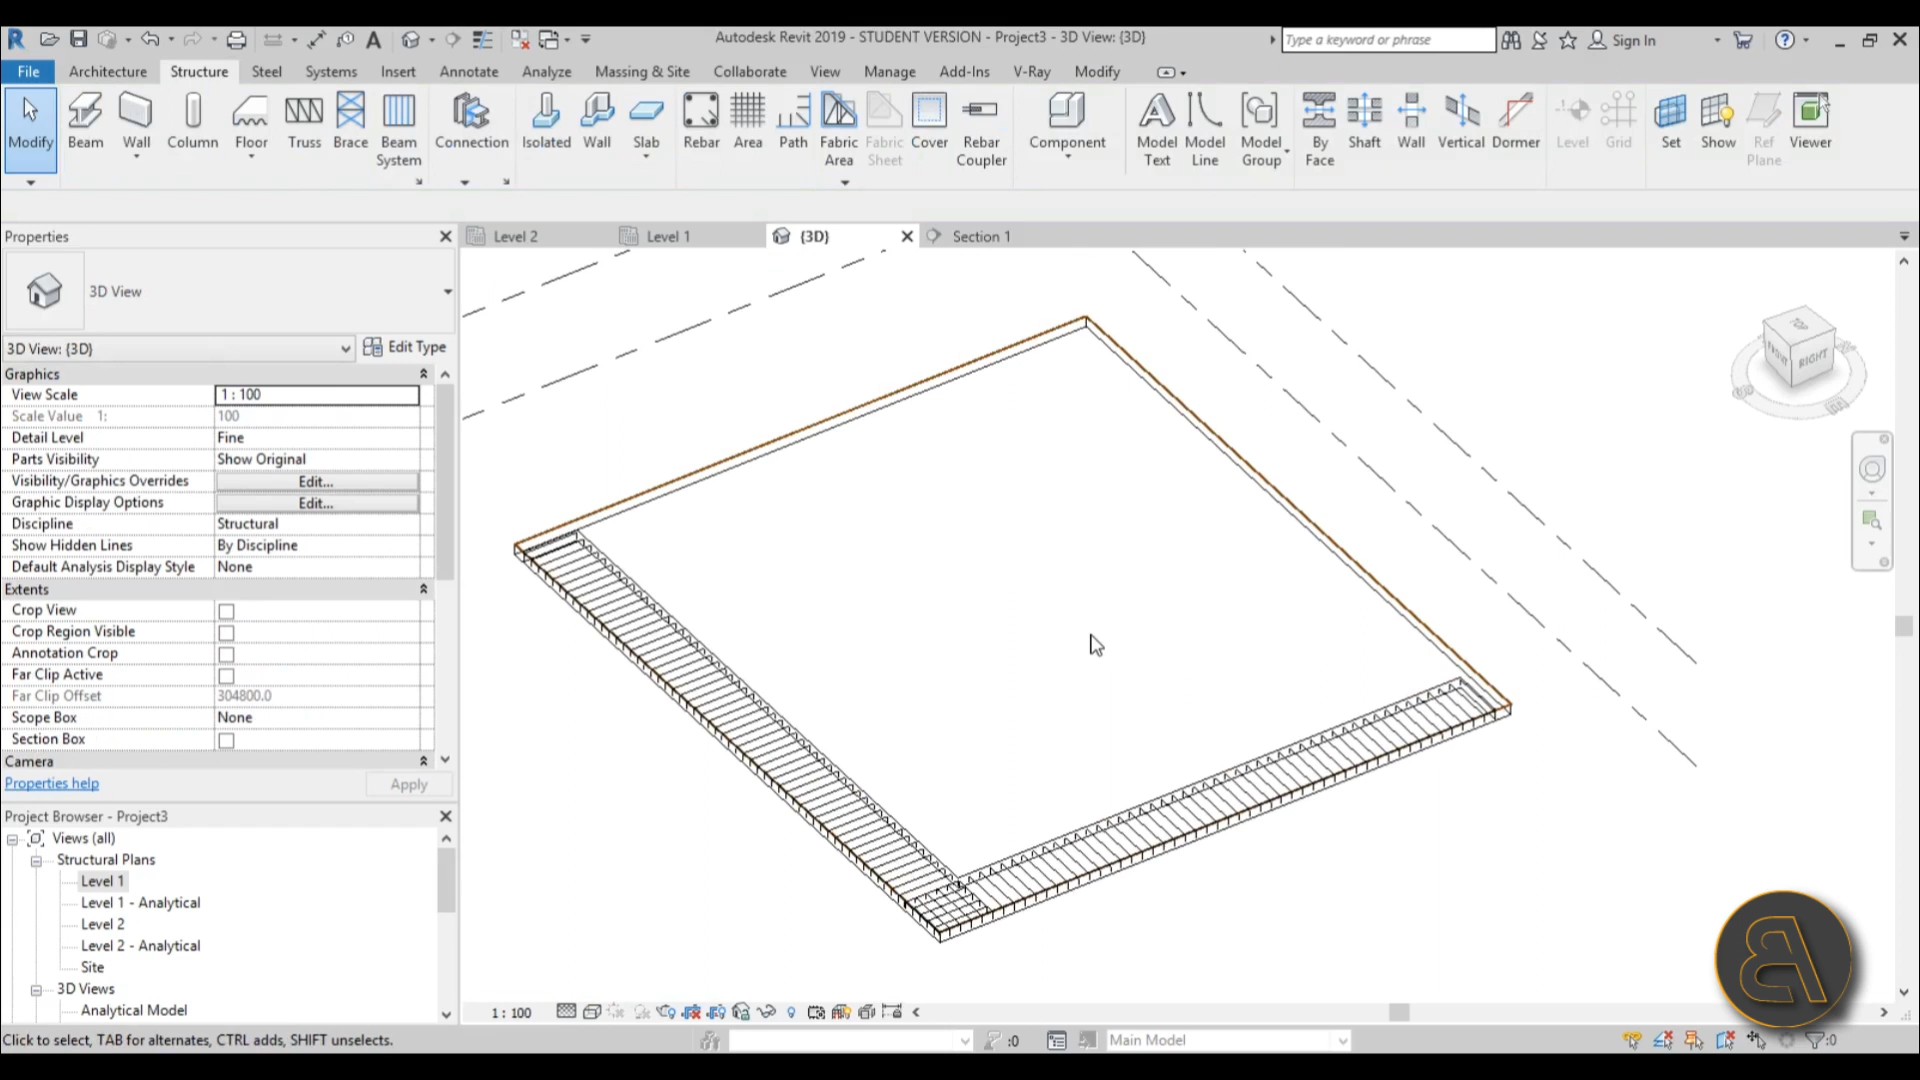 Autodesk Revit 2019 - STUDENT VERSION - Project3 - 3D View: {3D}
Type a keyword or phrase
Sign In
File Architecture Structure Steel Systems Insert Annotate Analyze Massing & Site Collaborate View Manage Add-Ins V-Ray Modify
Modify Beam Wall Column Floor Truss Brace Beam System Connection Isolated Wall Slab Rebar Area Path Fabric Area Fabric Sheet Cover Rebar Coupler Component Model Text Model Line Model Group By Face Shaft Wall Vertical Dormer Level Grid Set Show Ref Plane Viewer
Properties
Level 2 Level 1 {3D} Section 1
3D View
3D View: {3D} Edit Type
Graphics
View Scale 1 : 100
Scale Value 1: 100
Detail Level Fine
Parts Visibility Show Original
Visibility/Graphics Overrides Edit...
Graphic Display Options Edit...
Discipline Structural
Show Hidden Lines By Discipline
Default Analysis Display Style None
Extents
Crop View
Crop Region Visible
Annotation Crop
Far Clip Active
Far Clip Offset 304800.0
Scope Box None
Section Box
Camera
Properties help Apply
Project Browser - Project3
Views (all)
Structural Plans
Level 1
Level 1 - Analytical
Level 2
Level 2 - Analytical
Site
3D Views
Analytical Model
TOP
FRONT
RIGHT
1 : 100
Click to select, TAB for alternates, CTRL adds, SHIFT unselects.
:0
Main Model
:0